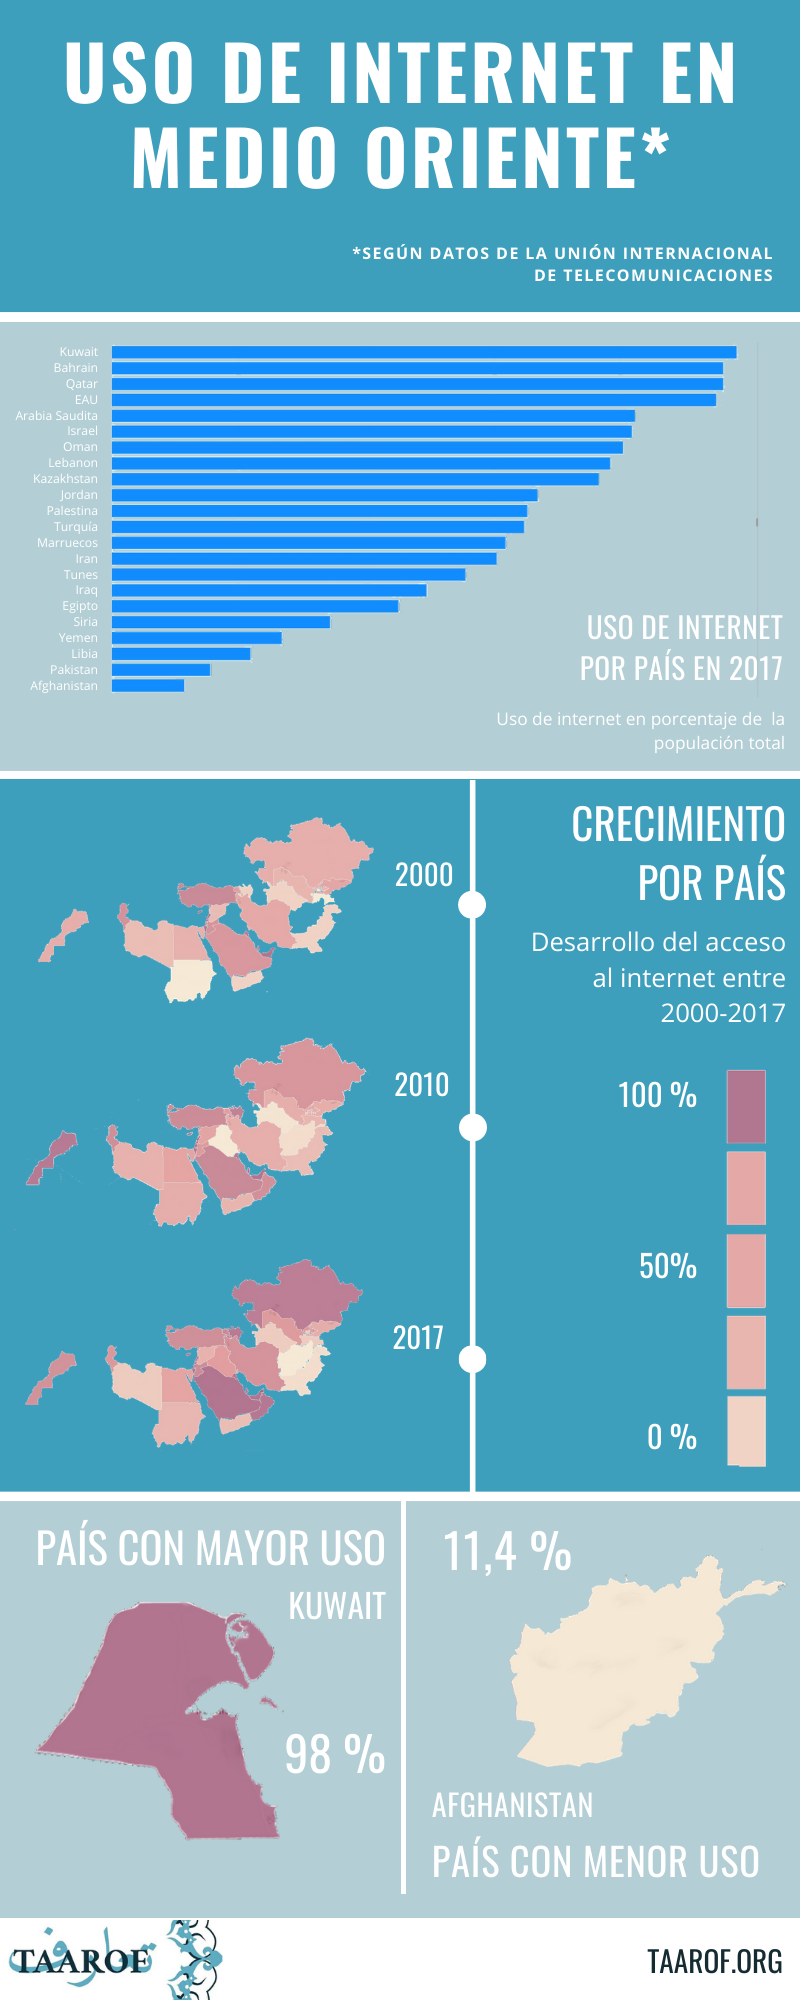 USO DE INTERNET EN
MEDIO ORIENTE*
*SEGÚN DATOS DE LA UNIÓN INTERNACIONAL
DE TELECOMUNICACIONES
Kuwait
Bahrain
Qatar
EAU
Arabia Saudita
Israel
Oman
Lebanon
Kazakhstan
Jordan
Palestina
Turquía
Marruecos
Iran
Tunes
Iraq
Egipto
Siria
Yemen
Libia
Pakistan
Afghanistan
USO DE INTERNET
POR PAÍS EN 2017
Uso de internet en porcentaje de la
población total
CRECIMIENTO
POR PAÍS
Desarrollo del acceso
al internet entre
2000-2017
2000
2010
2017
100 %
50%
0 %
PAÍS CON MAYOR USO
KUWAIT
98 %
11,4 %
AFGHANISTAN
PAÍS CON MENOR USO
تعارف
TAAROF
TAAROF.ORG